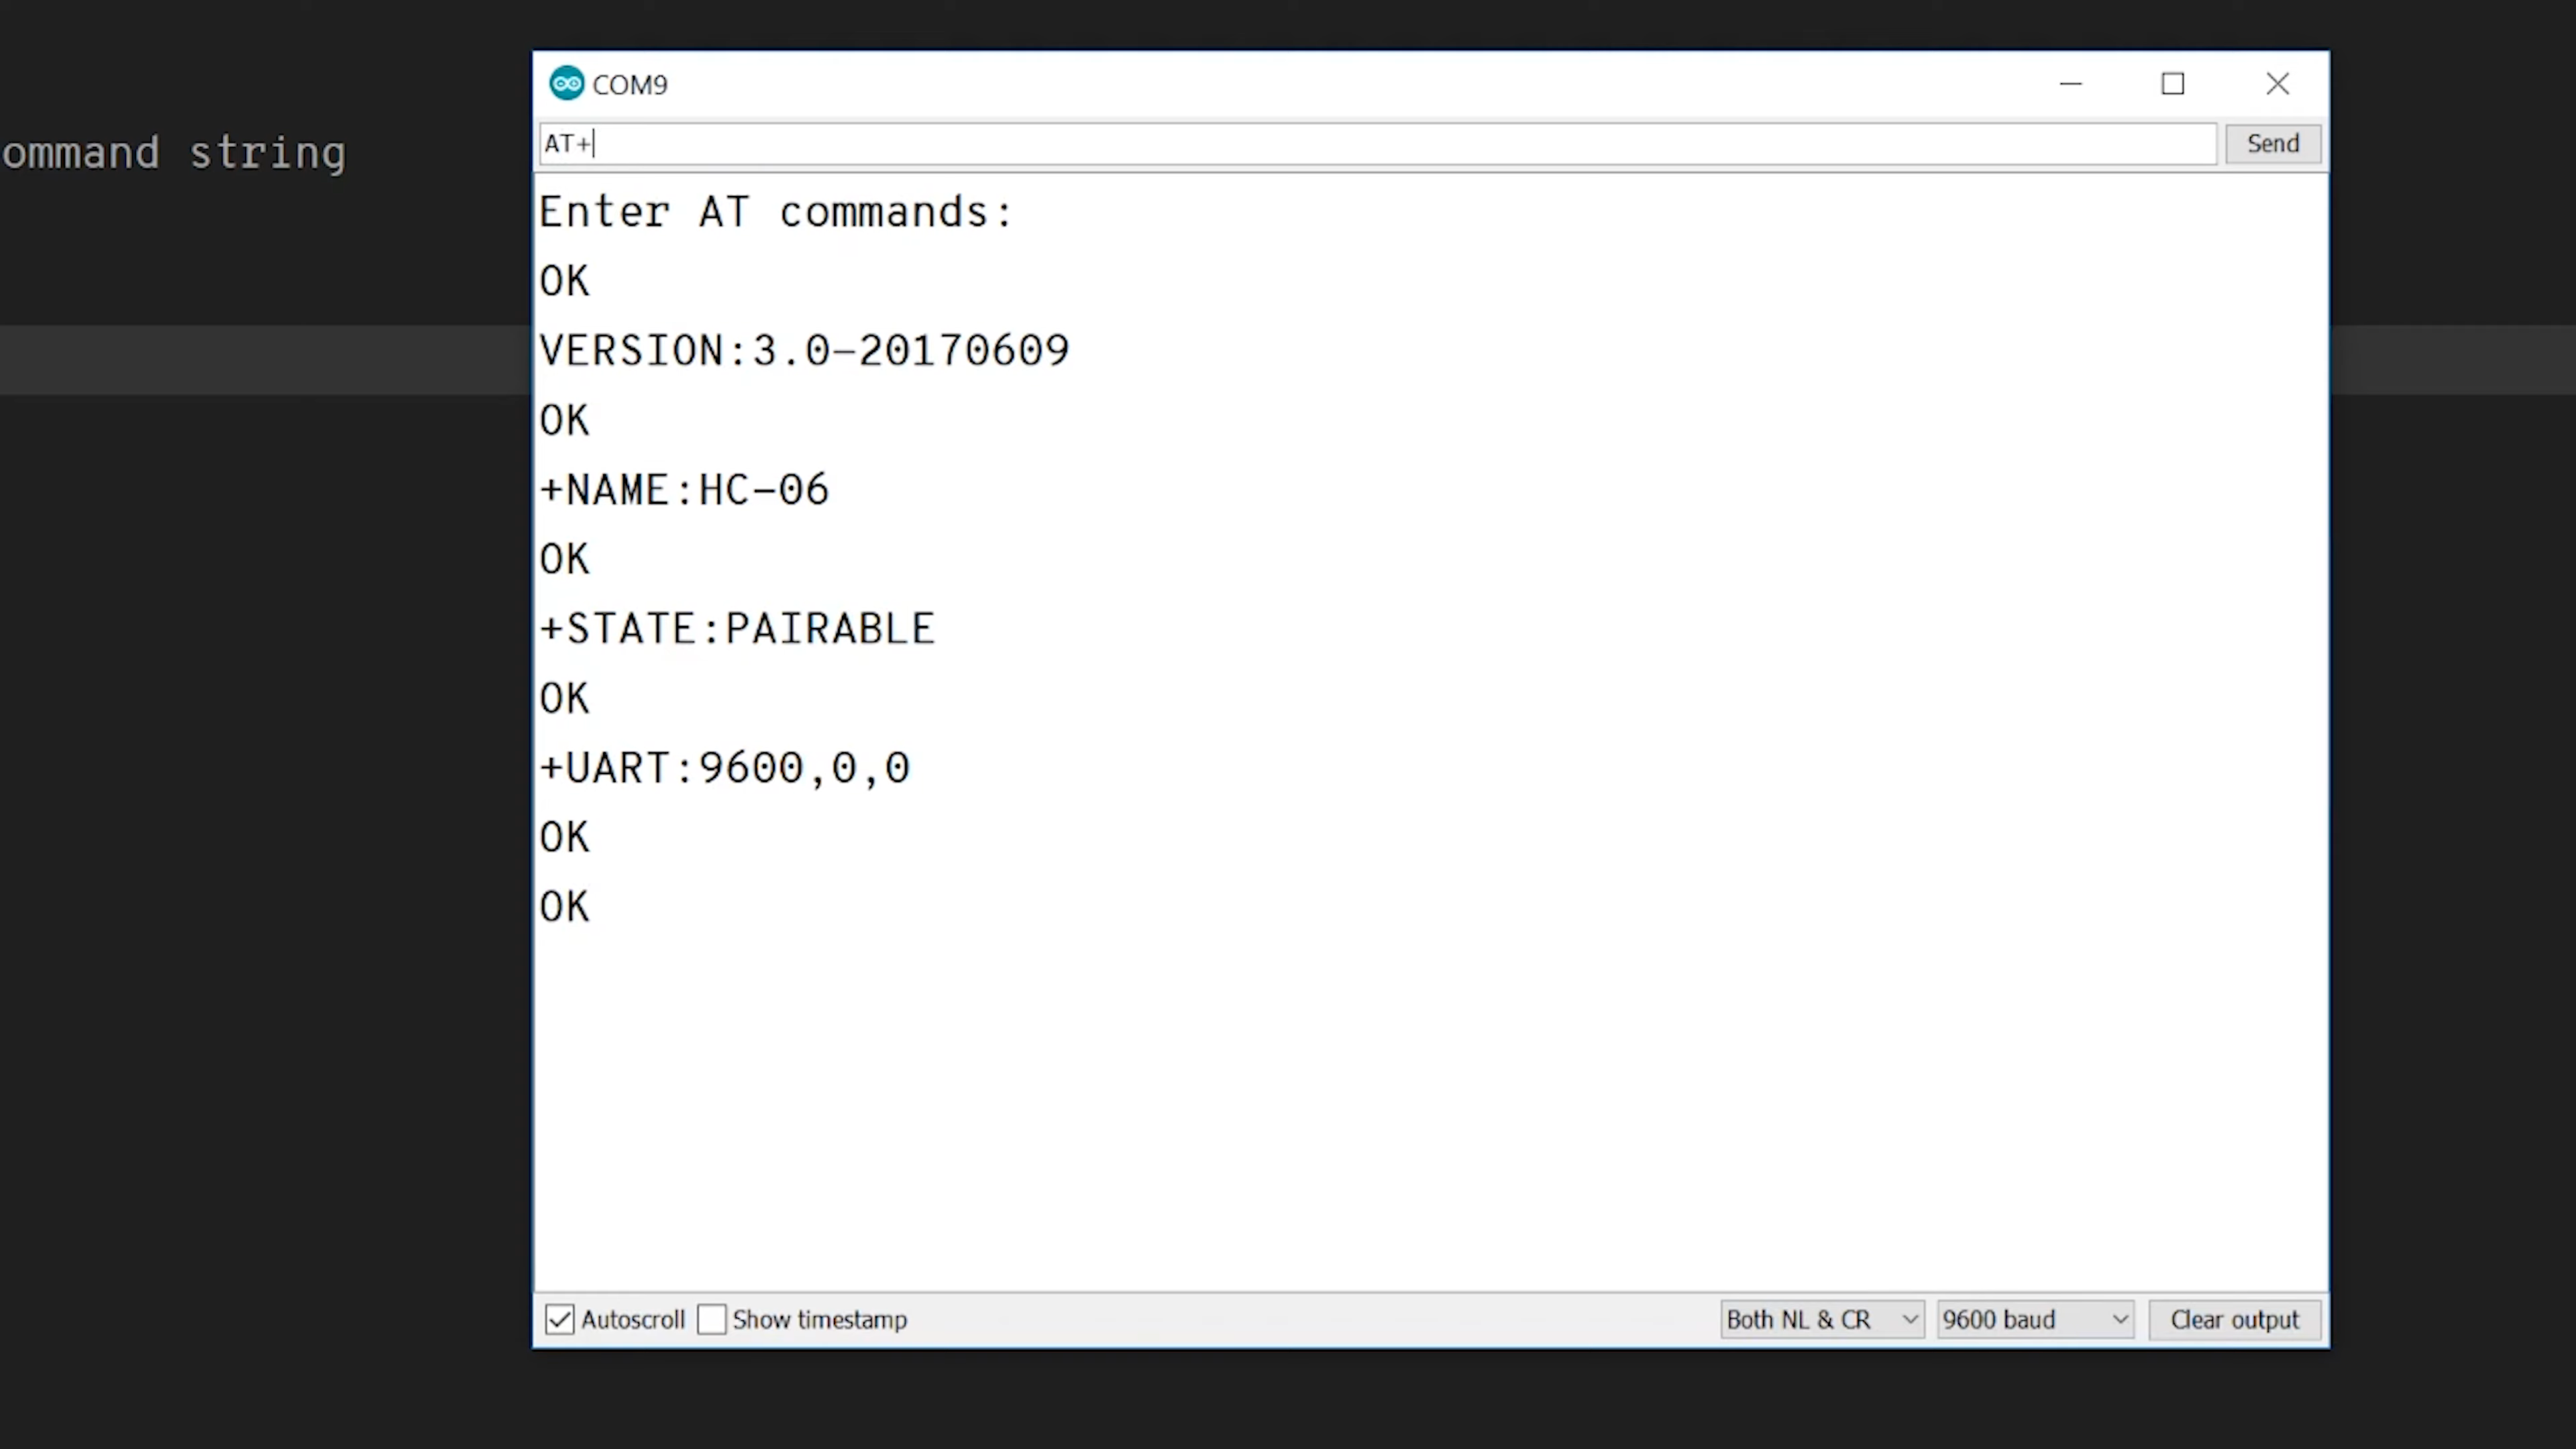 ommand string
COM9
AT+
Send
Enter AT commands:
OK
VERSION:3.0-20170609
OK
+NAME:HC-06
OK
+STATE:PAIRABLE
OK
+UART:9600,0,0
OK
OK
Autoscroll Show timestamp Both NL & CR 9600 baud Clear output